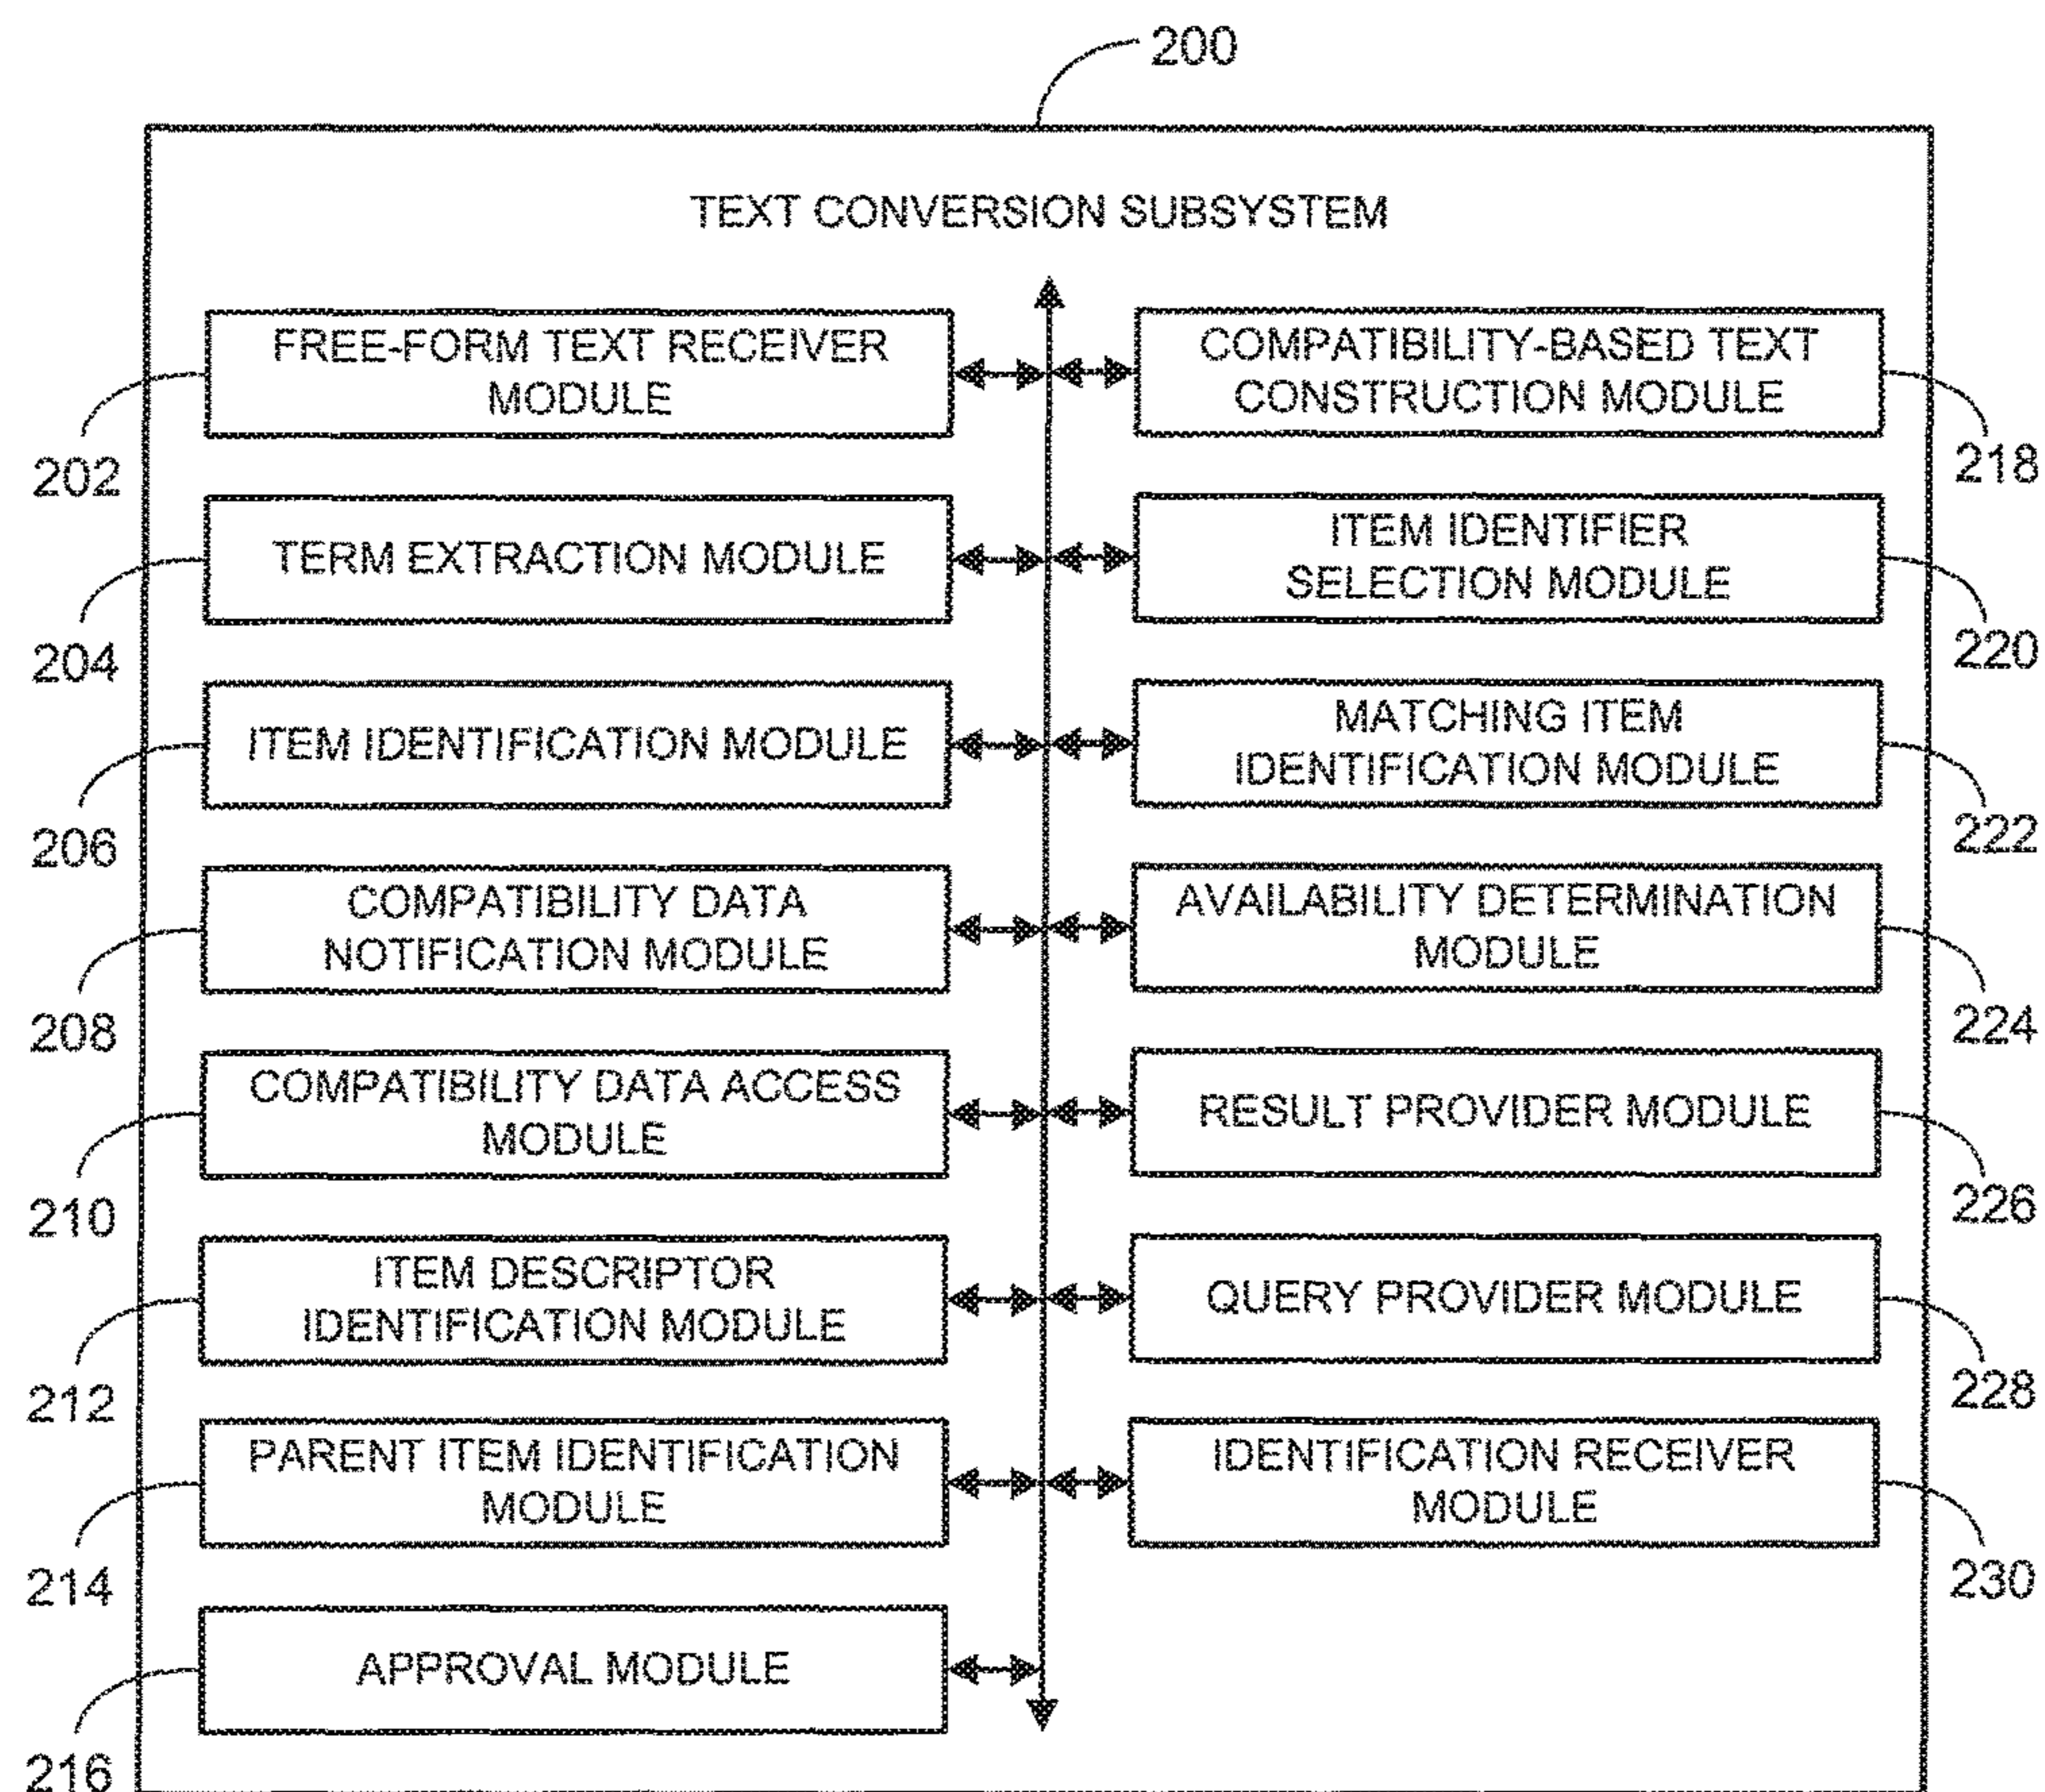 200
TEXT CONVERSION SUBSYSTEM
FREE-FORM TEXT RECEIVER
MODULE
202
TERM EXTRACTION MODULE
204
ITEM IDENTIFICATION MODULE
206
COMPATIBILITY DATA
NOTIFICATION MODULE
208
COMPATIBILITY DATA ACCESS
MODULE
210
ITEM DESCRIPTOR
IDENTIFICATION MODULE
212
PARENT ITEM IDENTIFICATION
MODULE
214
APPROVAL MODULE
216
COMPATIBILITY-BASED TEXT
CONSTRUCTION MODULE
218
ITEM IDENTIFIER
SELECTION MODULE
220
MATCHING ITEM
IDENTIFICATION MODULE
222
AVAILABILITY DETERMINATION
MODULE
224
RESULT PROVIDER MODULE
226
QUERY PROVIDER MODULE
228
IDENTIFICATION RECEIVER
MODULE
230